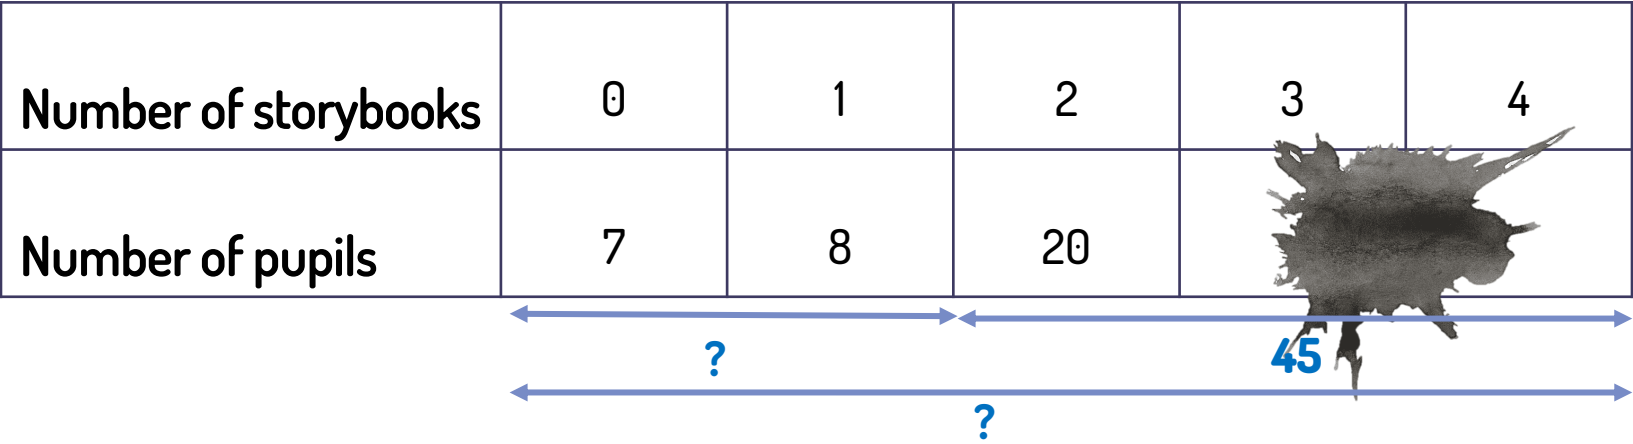 Number of storybooks 0 1 2 3 4
Number of pupils 7 8 20
? 45
?